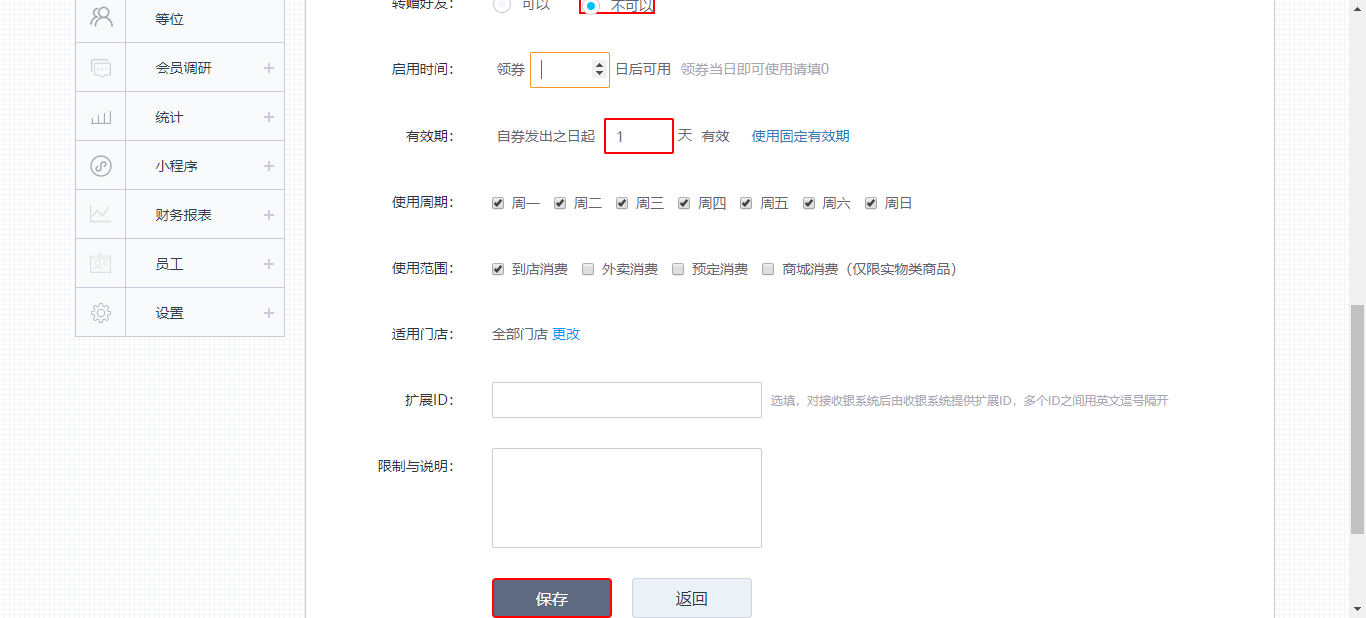 等位
会员调研
统计
小程序
财务报表
员工
设置
转赠好友： 可以 不可以
启用时间： 领券 日后可用 领券当日即可使用请填0
有效期： 自券发出之日起 1 天 有效 使用固定有效期
使用周期： 周一 周二 周三 周四 周五 周六 周日
使用范围： 到店消费 外卖消费 预定消费 商城消费（仅限实物类商品）
适用门店： 全部门店 更改
扩展ID： 选填，对接收银系统后由收银系统提供扩展ID，多个ID之间用英文逗号隔开
限制与说明：
保存 返回